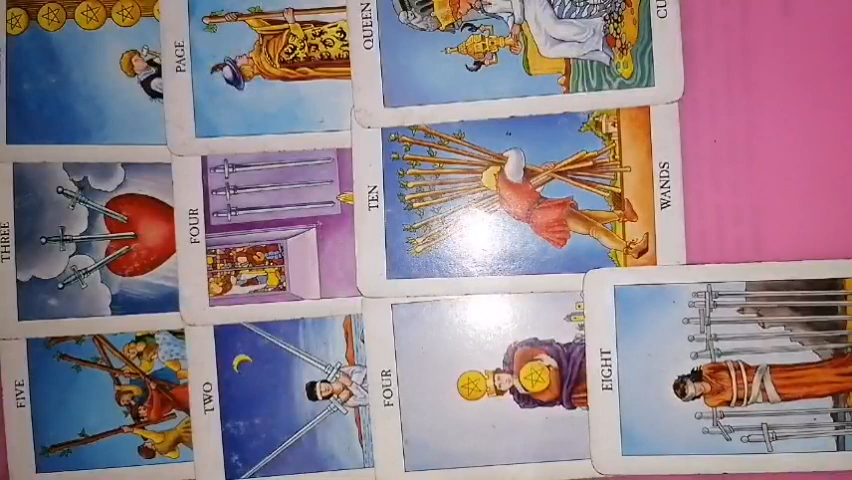 PAGE
QUEEN
CU
THREE
FOUR
TEN
WANDS
FIVE
TWO
FOUR
EIGHT